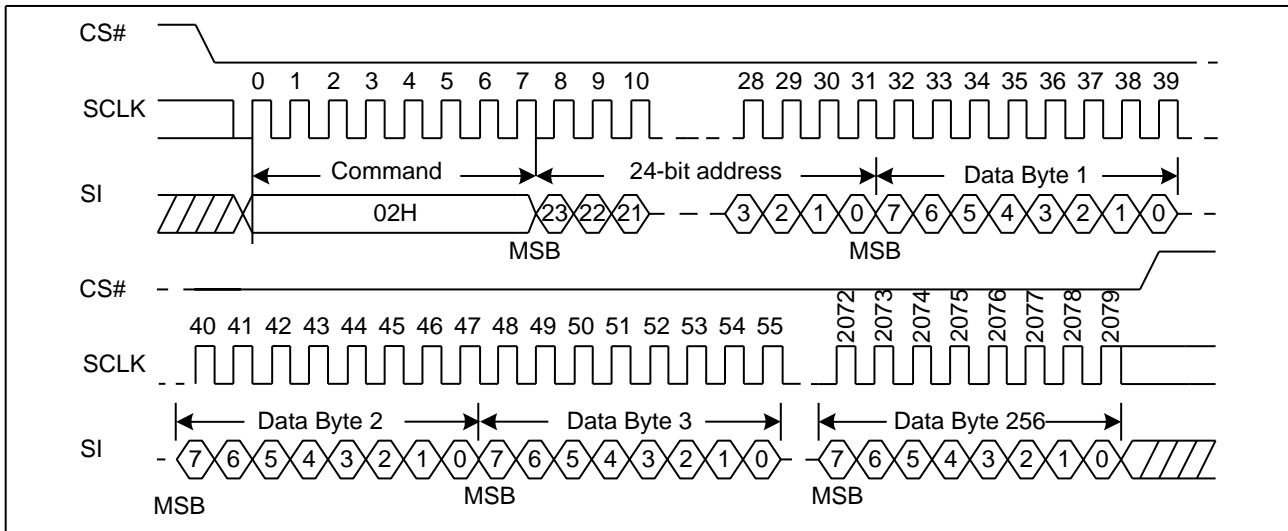 CS#
0 1 2 3 4 5 6 7 8 9 10 28 29 30 31 32 33 34 35 36 37 38 39
SCLK
Command 24-bit address Data Byte 1
SI
02H 23 22 21 3 2 1 0 7 6 5 4 3 2 1 0
MSB MSB
CS#
40 41 42 43 44 45 46 47 48 49 50 51 52 53 54 55 2072 2073 2074 2075 2076 2077 2078 2079
SCLK
Data Byte 2 Data Byte 3 Data Byte 256
SI
7 6 5 4 3 2 1 0 7 6 5 4 3 2 1 0 7 6 5 4 3 2 1 0
MSB MSB MSB